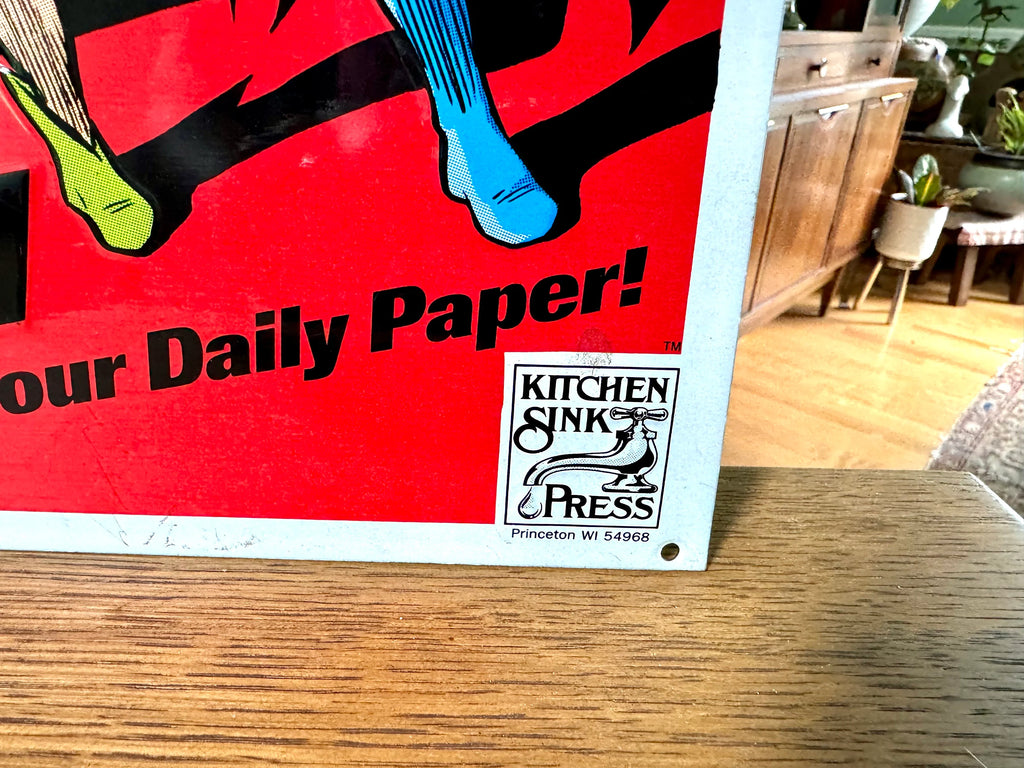 our Daily Paper!
TM
KITCHEN
SINK
PRESS
Princeton WI 54968